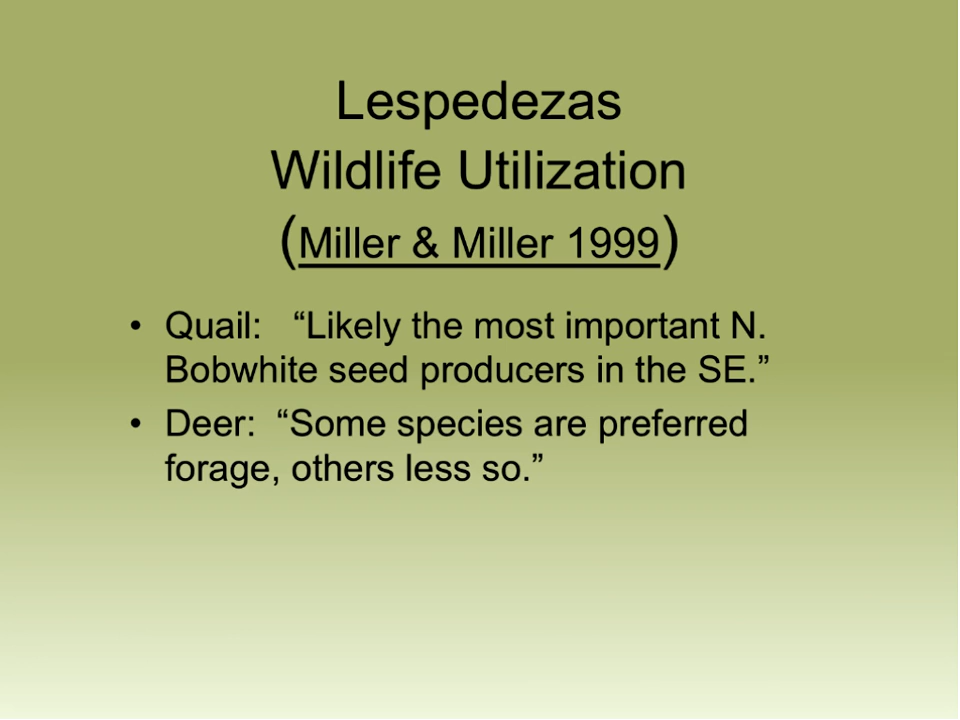 Lespedezas
Wildlife Utilization
(Miller & Miller 1999)
• Quail:   “Likely the most important N.
Bobwhite seed producers in the SE.”
• Deer:  “Some species are preferred
forage, others less so.”